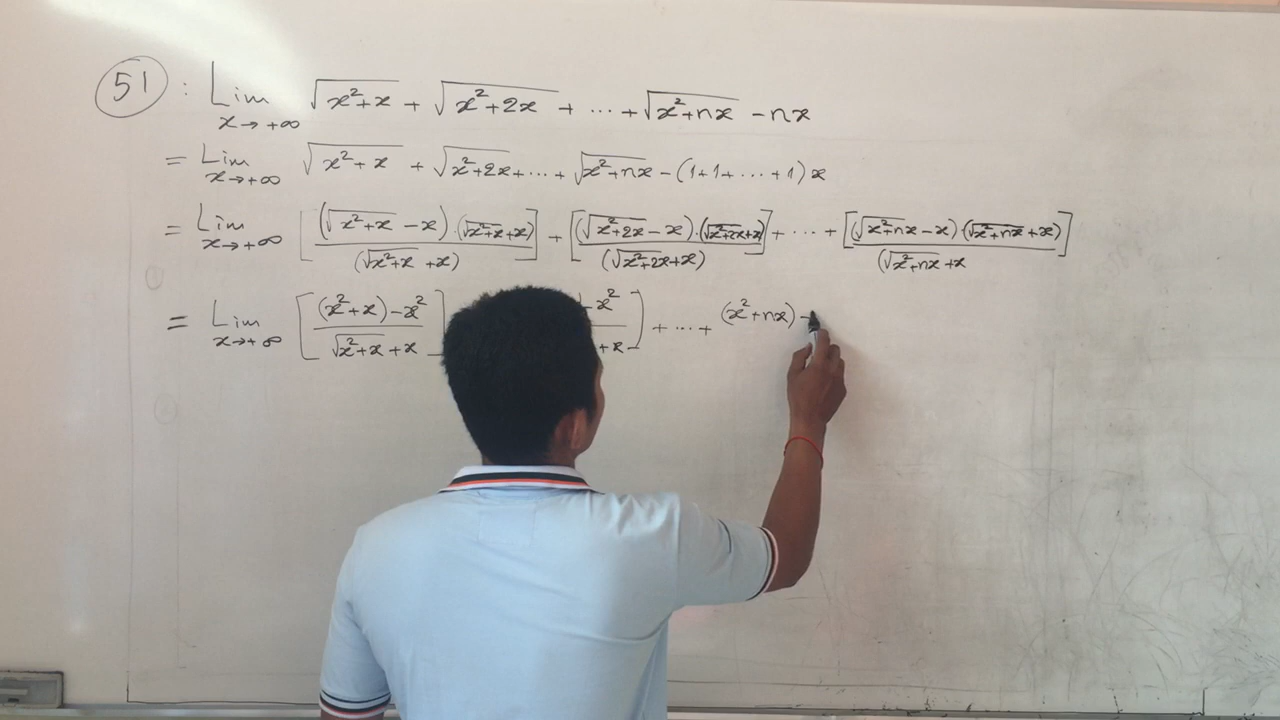 51 : Lim x→+∞ √(x²+x) + √(x²+2x) + ... + √(x²+nx) - nx
= Lim x→+∞ √(x²+x) + √(x²+2x) + ... + √(x²+nx) - (1+1+...+1)x
= Lim x→+∞ [(√(x²+x) - x)·(√(x²+x) + x) / (√(x²+x) + x)] + [(√(x²+2x) - x)·(√(x²+2x) + x) / (√(x²+2x) + x)] + ... + [(√(x²+nx) - x)·(√(x²+nx) + x) / (√(x²+nx) + x]
= Lim x→+∞ [(x²+x) - x² / √(x²+x) + x] - x² + x] + ... + (x²+nx) -